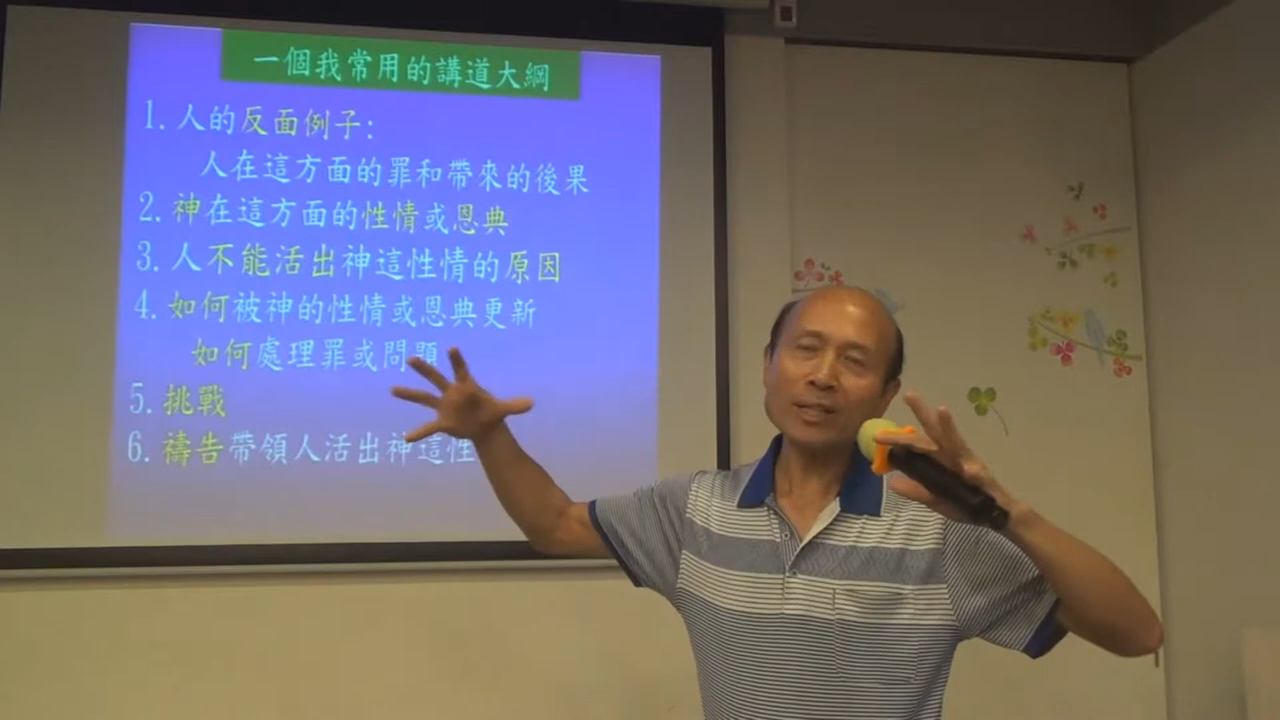 一個我常用的講道大綱
1. 人的反面例子:
人在這方面的罪和帶來的後果
2. 神在這方面的性情或恩典
3. 人不能活出神這性情的原因
4. 如何被神的性情或恩典更新
如何處理罪或問題
5. 挑戰
6. 禱告帶領人活出神這性